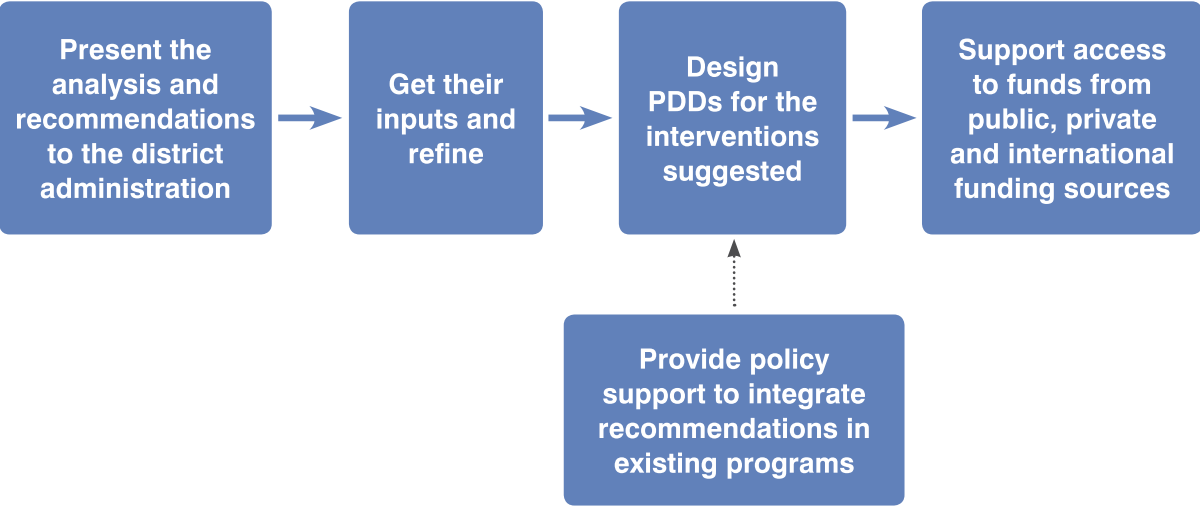 Present the
analysis and
recommendations
to the district
administration
Get their
inputs and
refine
Design
PDDs for the
interventions
suggested
Support access
to funds from
public, private
and international
funding sources
Provide policy
support to integrate
recommendations in
existing programs